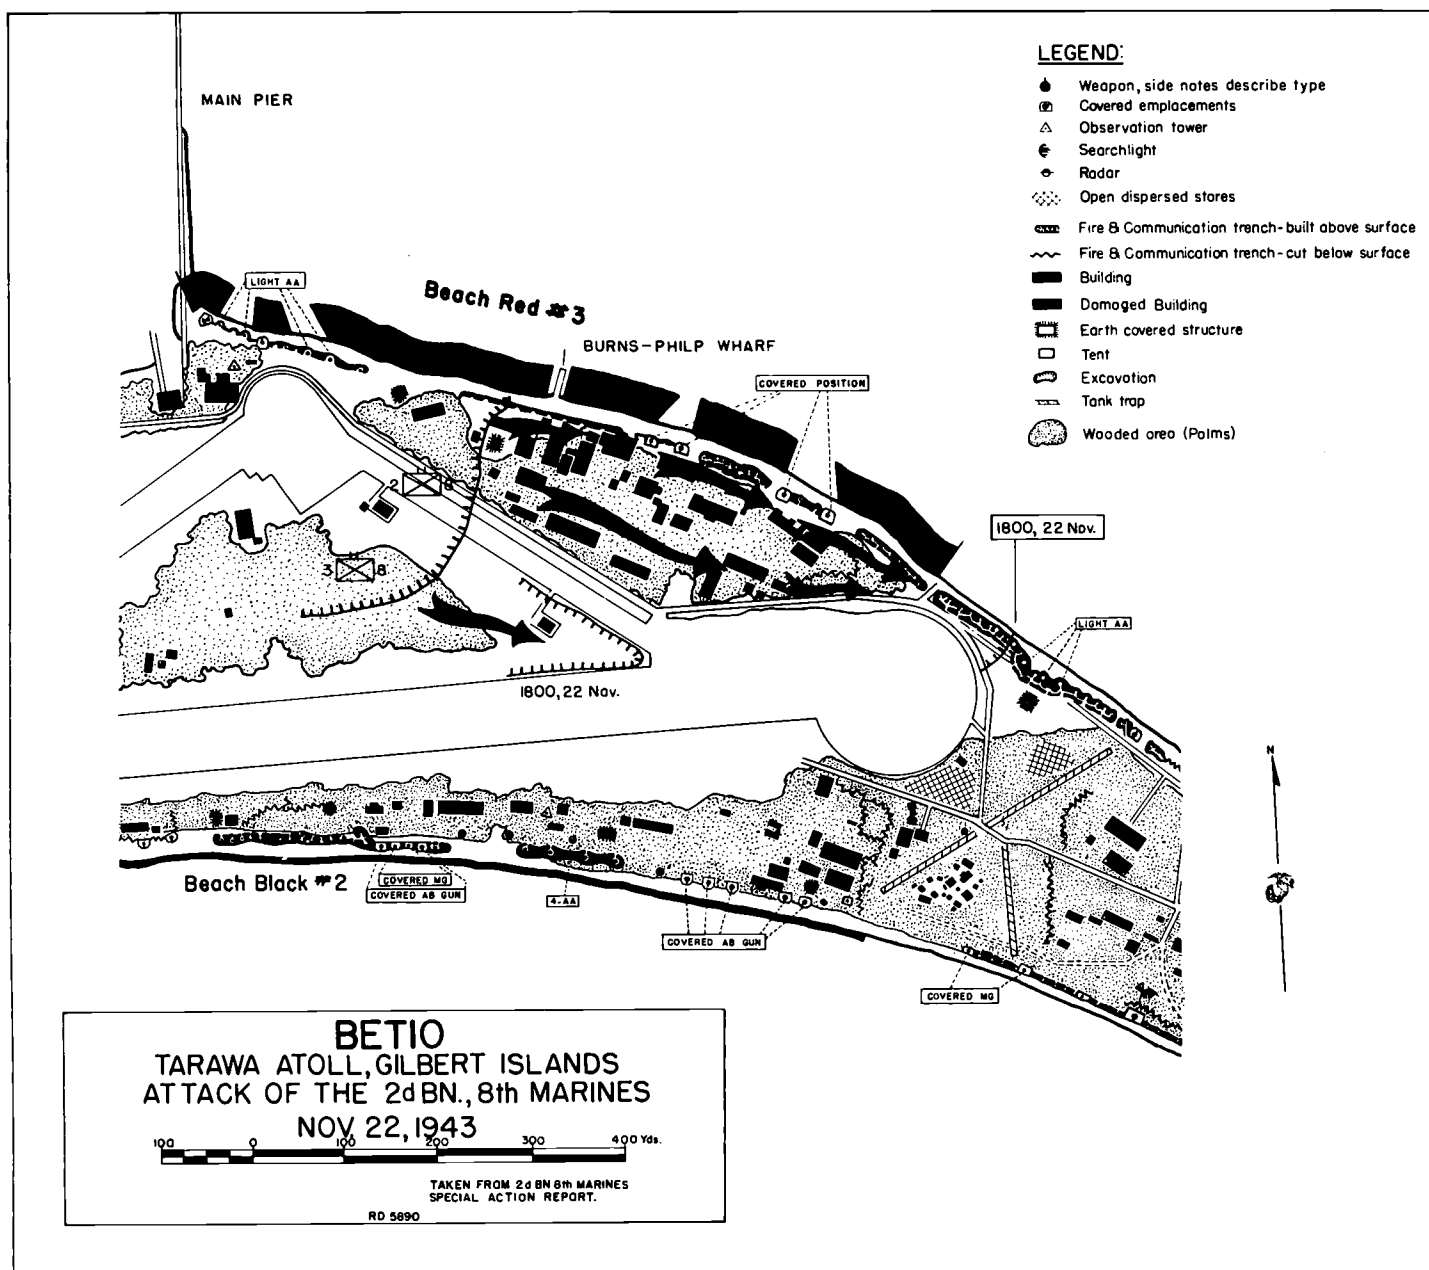 MAIN PIER
LEGEND:
Weapon, side notes describe type
Covered emplacements
Observation tower
Searchlight
Radar
Open dispersed stores
Fire & Communication trench-built above surface
Fire & Communication trench-cut below surface
Building
Damaged Building
Earth covered structure
Tent
Excavation
Tank trap
Wooded area (Palms)
LIGHT AA
Beach Red #3
BURNS-PHILP WHARF
COVERED POSITION
2 8
3 8
1800, 22 Nov.
LIGHT AA
1800, 22 Nov.
N
Beach Black #2
COVERED MG
COVERED AB GUN
4-AA
COVERED AB GUN
COVERED MG
BETIO
TARAWA ATOLL, GILBERT ISLANDS
ATTACK OF THE 2d BN., 8th MARINES
NOV. 22, 1943
100 0 100 200 300 400 Yds.
TAKEN FROM 2d BN 8th MARINES
SPECIAL ACTION REPORT.
RD 5890